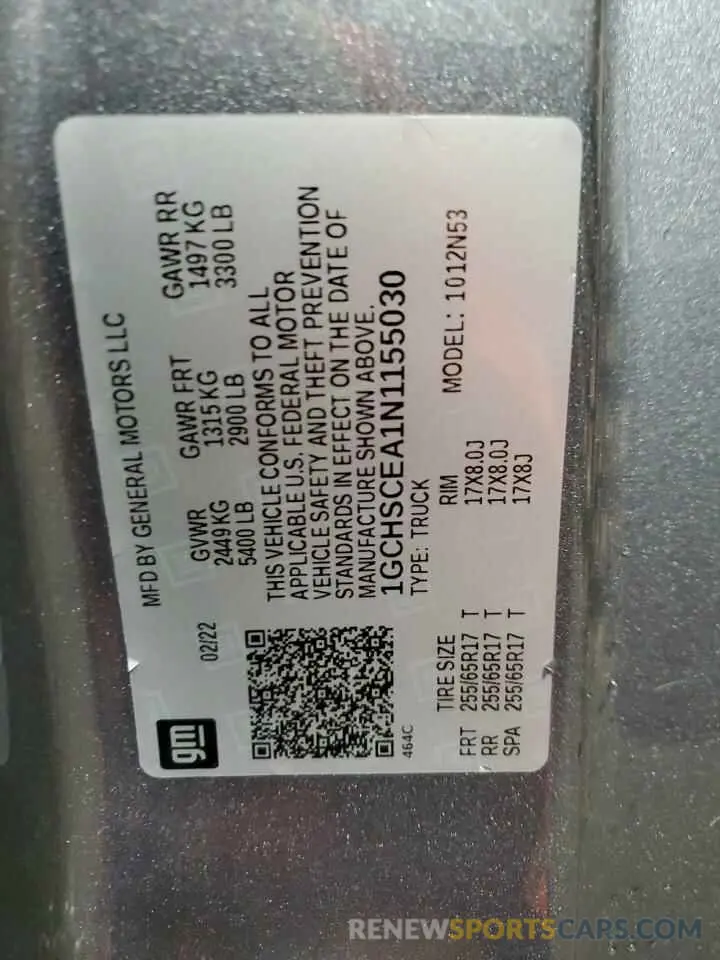 gm
MFD BY GENERAL MOTORS LLC
02/22
GVWR GAWR FRT GAWR RR
2449 KG 1315 KG 1497 KG
5400 LB 2900 LB 3300 LB
THIS VEHICLE CONFORMS TO ALL
APPLICABLE U.S. FEDERAL MOTOR
VEHICLE SAFETY AND THEFT PREVENTION
STANDARDS IN EFFECT ON THE DATE OF
MANUFACTURE SHOWN ABOVE.
1GCHSCEA1N1155030
464C
TYPE: TRUCK
MODEL: 1012N53
TIRE SIZE RIM
FRT 255/65R17 T 17X8.0J
RR 255/65R17 T 17X8.0J
SPA 255/65R17 T 17X8J
RENEWSPORTSCARS.COM